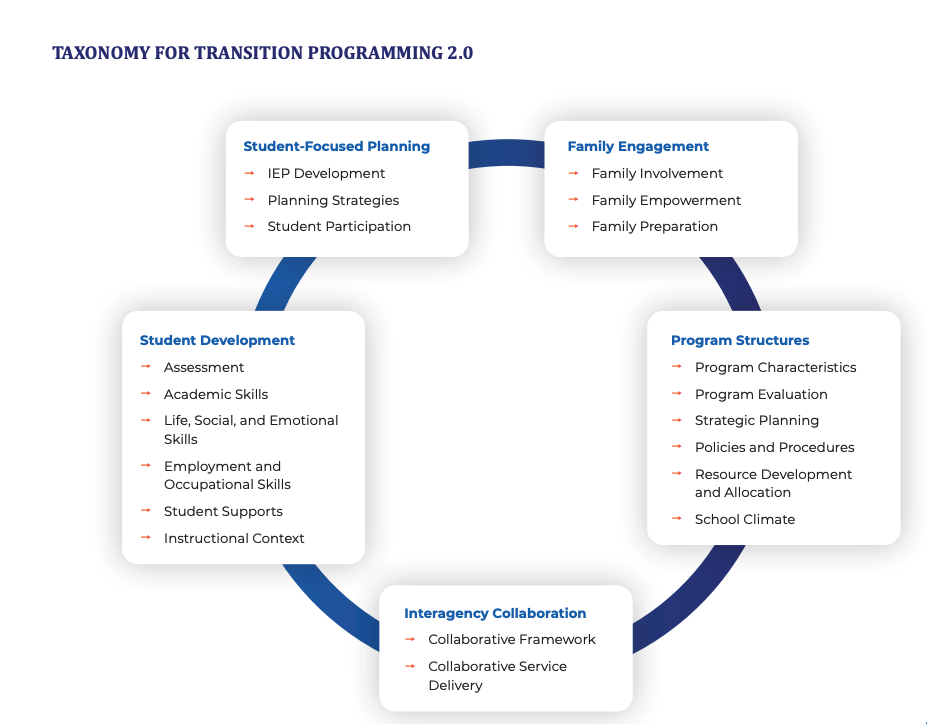 TAXONOMY FOR TRANSITION PROGRAMMING 2.0
Student-Focused Planning
→ IEP Development
→ Planning Strategies
→ Student Participation
Family Engagement
→ Family Involvement
→ Family Empowerment
→ Family Preparation
Student Development
→ Assessment
→ Academic Skills
→ Life, Social, and Emotional
Skills
→ Employment and
Occupational Skills
→ Student Supports
→ Instructional Context
Program Structures
→ Program Characteristics
→ Program Evaluation
→ Strategic Planning
→ Policies and Procedures
→ Resource Development
and Allocation
→ School Climate
Interagency Collaboration
→ Collaborative Framework
→ Collaborative Service
Delivery